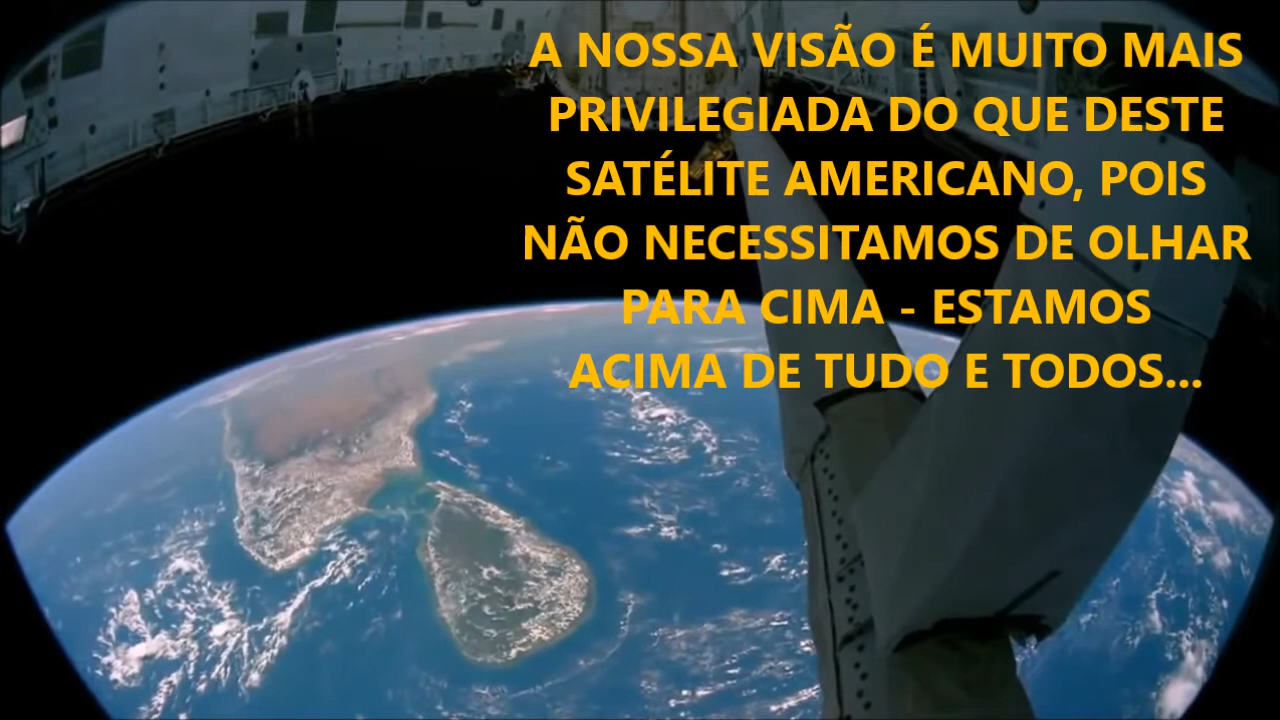 A NOSSA VISÃO É MUITO MAIS
PRIVILEGIADA DO QUE DESTE
SATÉLITE AMERICANO, POIS
NÃO NECESSITAMOS DE OLHAR
PARA CIMA - ESTAMOS
ACIMA DE TUDO E TODOS...